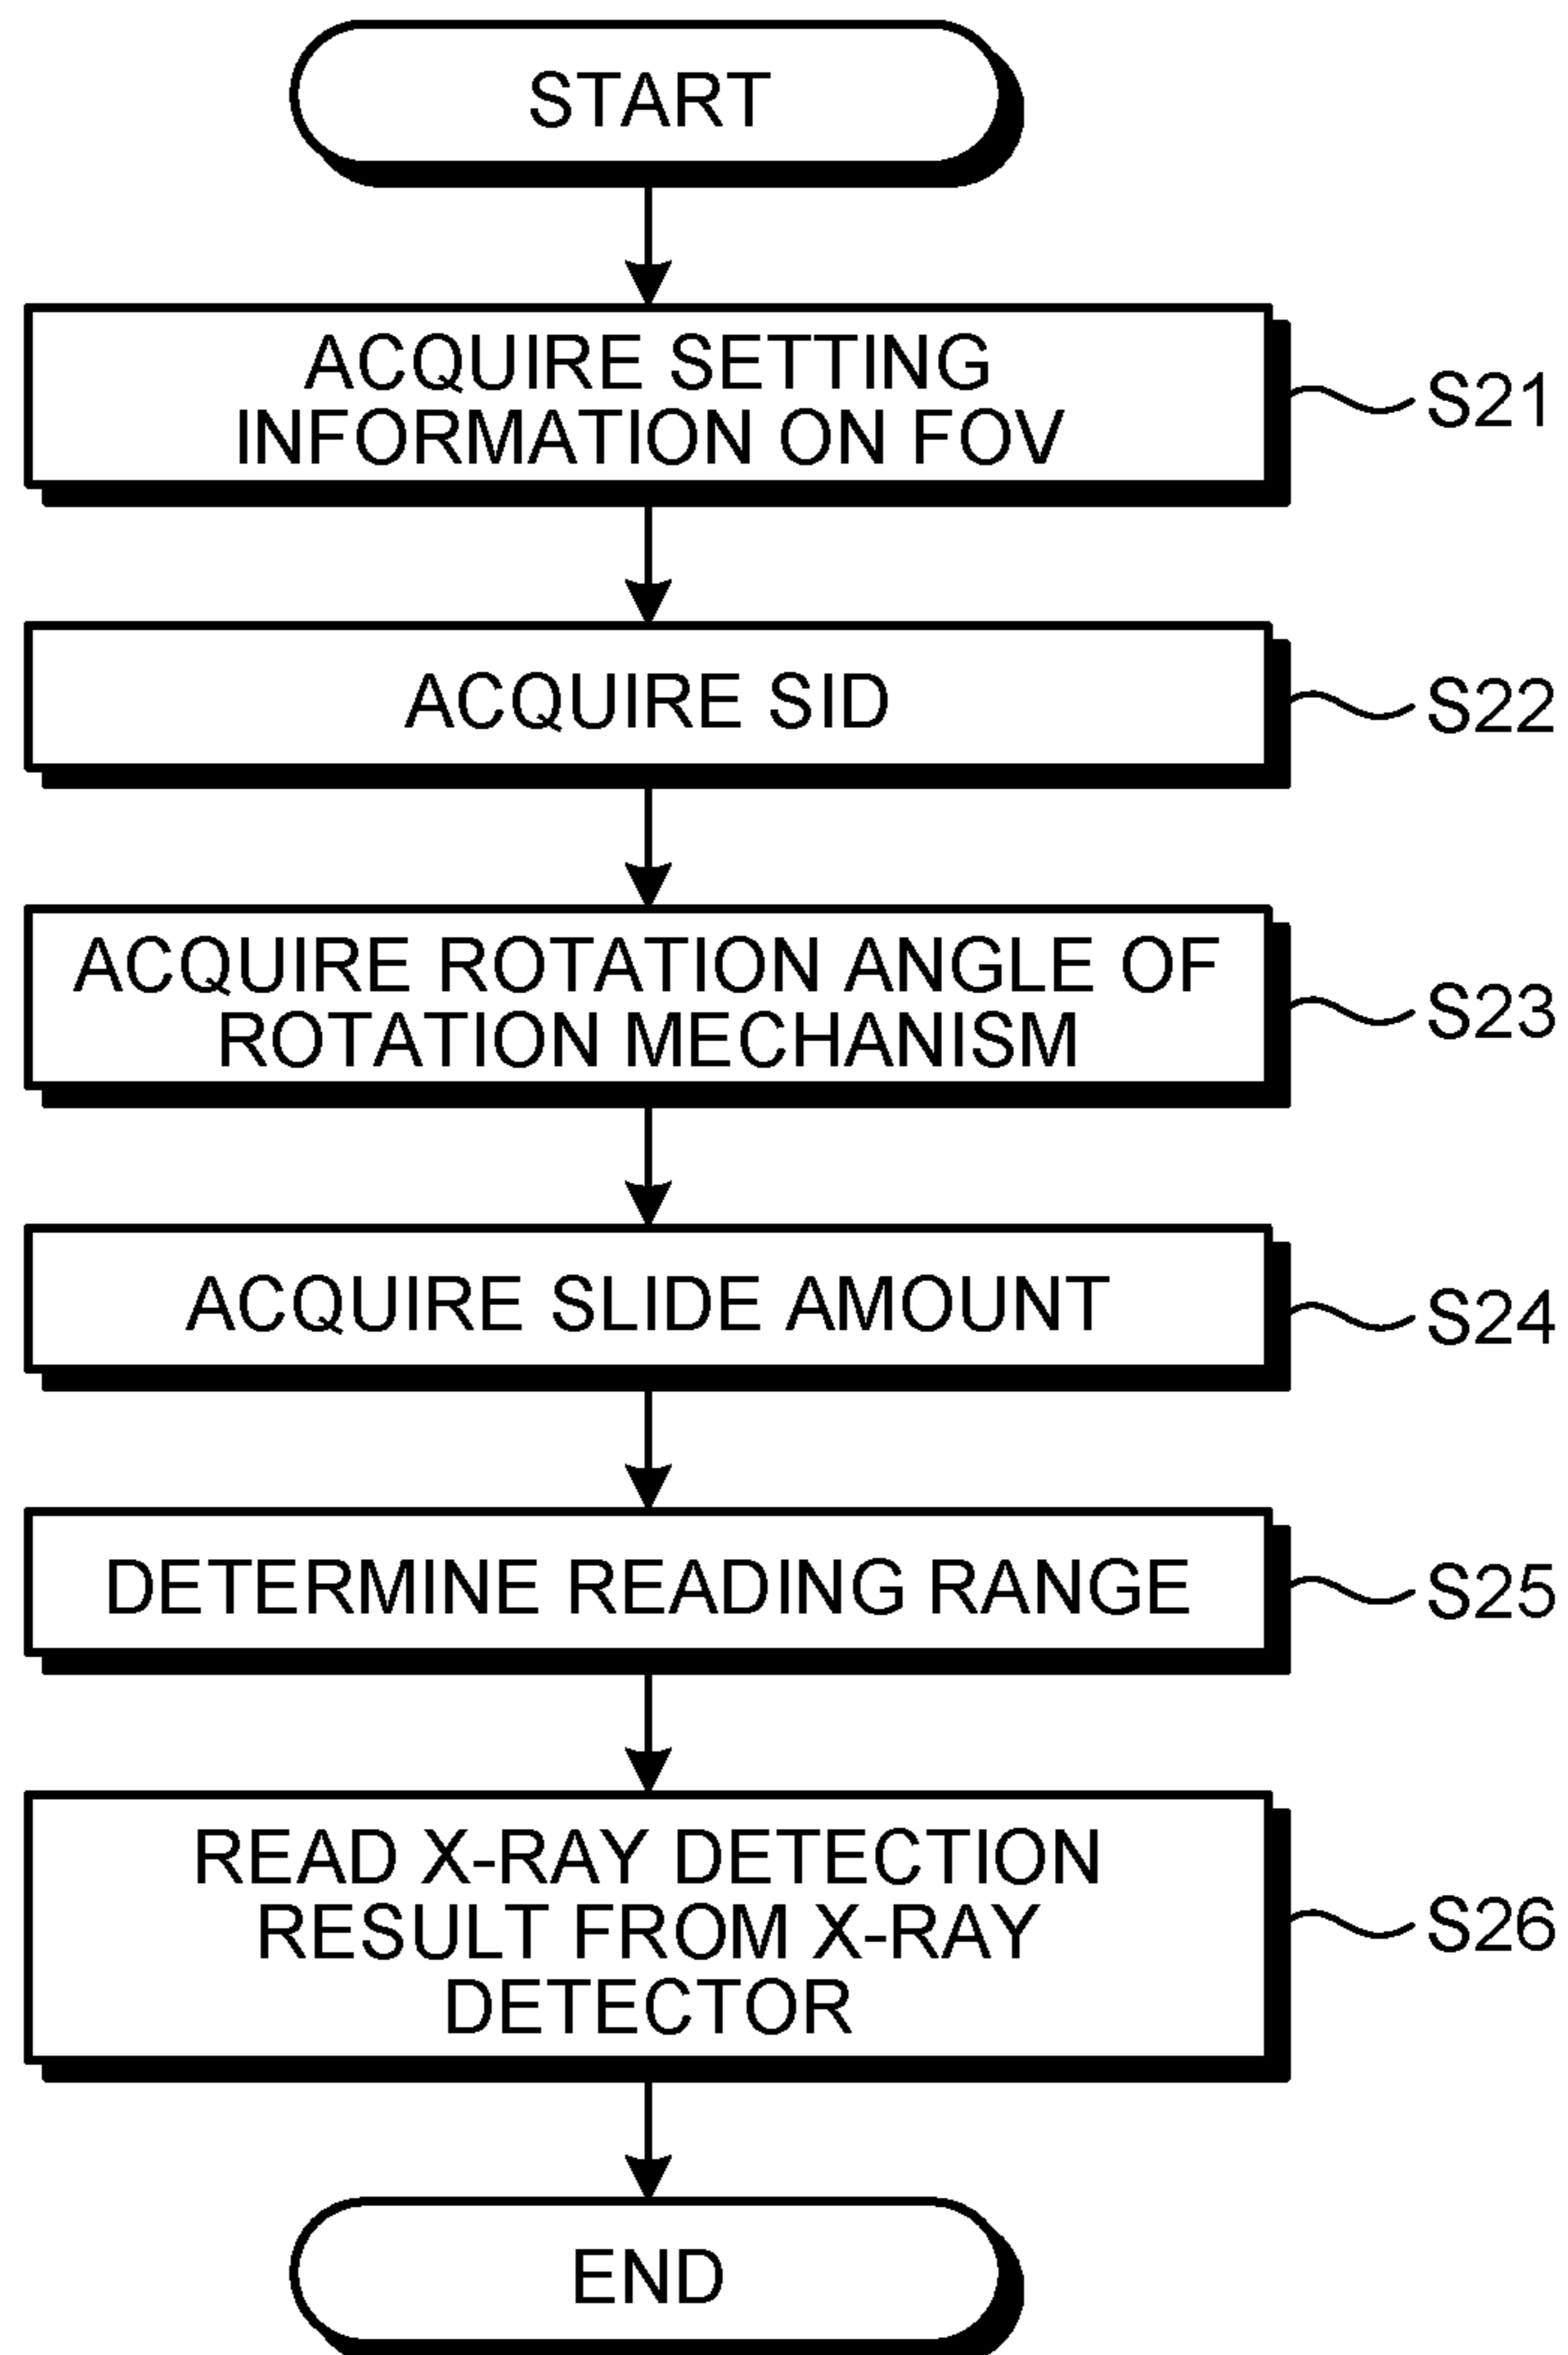 START
ACQUIRE SETTING
INFORMATION ON FOV
S21
ACQUIRE SID
S22
ACQUIRE ROTATION ANGLE OF
ROTATION MECHANISM
S23
ACQUIRE SLIDE AMOUNT
S24
DETERMINE READING RANGE
S25
READ X-RAY DETECTION
RESULT FROM X-RAY
DETECTOR
S26
END